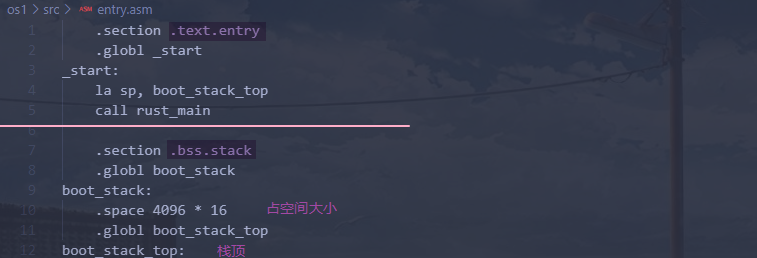 os1 > src > ASM entry.asm
1 .section .text.entry
2 .globl _start
3 _start:
4 la sp, boot_stack_top
5 call rust_main
6
7 .section .bss.stack
8 .globl boot_stack
9 boot_stack:
10 .space 4096 * 16 占空间大小
11 .globl boot_stack_top
12 boot_stack_top: 栈顶